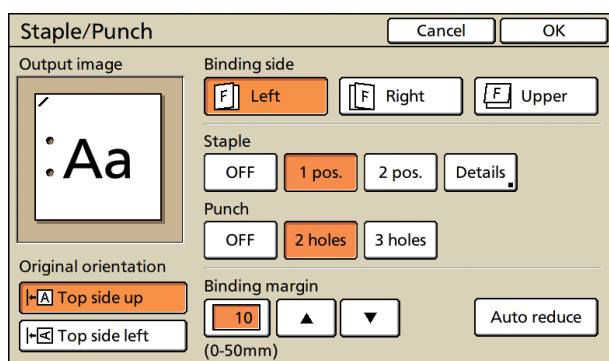 Staple/Punch
Cancel
OK
Output image
Aa
Binding side
F Left
F Right
F Upper
Staple
OFF
1 pos.
2 pos.
Details
Punch
OFF
2 holes
3 holes
Original orientation
A Top side up
A Top side left
Binding margin
10
▲
▼
Auto reduce
(0-50mm)